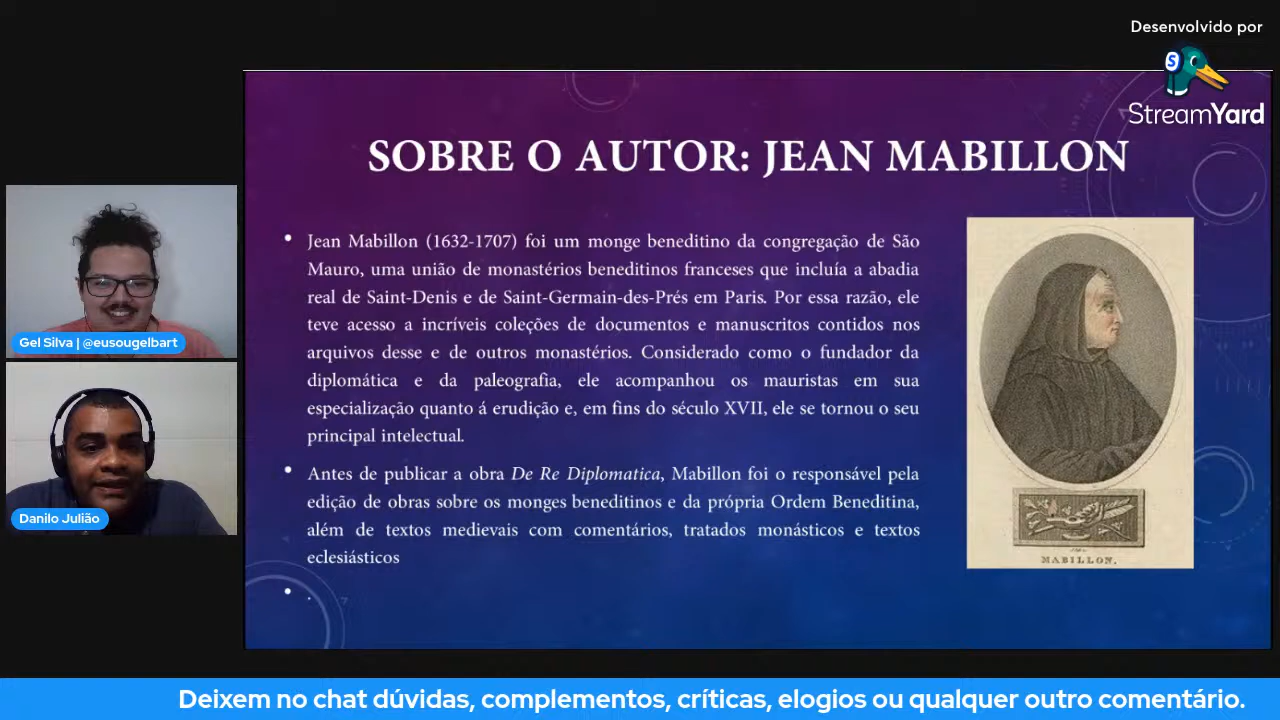 Desenvolvido por
StreamYard
SOBRE O AUTOR: JEAN MABILLON
• Jean Mabillon (1632-1707) foi um monge beneditino da congregação de São
Mauro, uma união de monastérios beneditinos franceses que incluía a abadia
real de Saint-Denis e de Saint-Germain-des-Prés em Paris. Por essa razão, ele
teve acesso a incríveis coleções de documentos e manuscritos contidos nos
arquivos desse e de outros monastérios. Considerado como o fundador da
diplomática e da paleografia, ele acompanhou os mauristas em sua
especialização quanto á erudição e, em fins do século XVII, ele se tornou o seu
principal intelectual.
• Antes de publicar a obra De Re Diplomatica, Mabillon foi o responsável pela
edição de obras sobre os monges beneditinos e da própria Ordem Beneditina,
além de textos medievais com comentários, tratados monásticos e textos
eclesiásticos
• .
MABILLON.
Gel Silva | @eusougelbart
Danilo Julião
Deixem no chat dúvidas, complementos, críticas, elogios ou qualquer outro comentário.